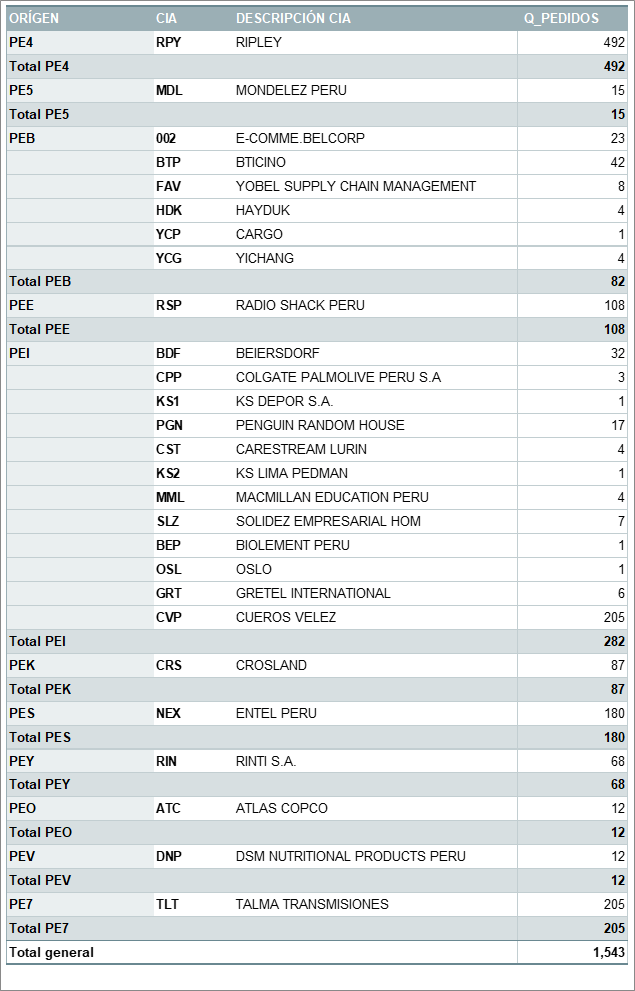 ORÍGEN CIA DESCRIPCIÓN CIA Q_PEDIDOS
PE4 RPY RIPLEY 492
Total PE4 492
PE5 MDL MONDELEZ PERU 15
Total PE5 15
PEB 002 E-COMME.BELCORP 23
BTP BTICINO 42
FAV YOBEL SUPPLY CHAIN MANAGEMENT 8
HDK HAYDUK 4
YCP CARGO 1
YCG YICHANG 4
Total PEB 82
PEE RSP RADIO SHACK PERU 108
Total PEE 108
PEI BDF BEIERSDORF 32
CPP COLGATE PALMOLIVE PERU S.A 3
KS1 KS DEPOR S.A. 1
PGN PENGUIN RANDOM HOUSE 17
CST CARESTREAM LURIN 4
KS2 KS LIMA PEDMAN 1
MML MACMILLAN EDUCATION PERU 4
SLZ SOLIDEZ EMPRESARIAL HOM 7
BEP BIOLEMENT PERU 1
OSL OSLO 1
GRT GRETEL INTERNATIONAL 6
CVP CUEROS VELEZ 205
Total PEI 282
PEK CRS CROSLAND 87
Total PEK 87
PES NEX ENTEL PERU 180
Total PES 180
PEY RIN RINTI S.A. 68
Total PEY 68
PEO ATC ATLAS COPCO 12
Total PEO 12
PEV DNP DSM NUTRITIONAL PRODUCTS PERU 12
Total PEV 12
PE7 TLT TALMA TRANSMISIONES 205
Total PE7 205
Total general 1,543